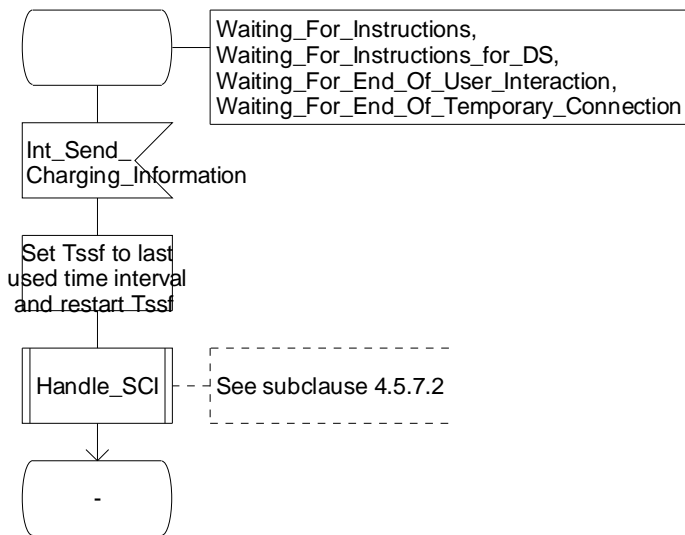 Waiting_For_Instructions,
Waiting_For_Instructions_for_DS,
Waiting_For_End_Of_User_Interaction,
Waiting_For_End_Of_Temporary_Connection
Int_Send_
Charging_Information
Set Tssf to last
used time interval
and restart Tssf
Handle_SCI
See subclause 4.5.7.2
-